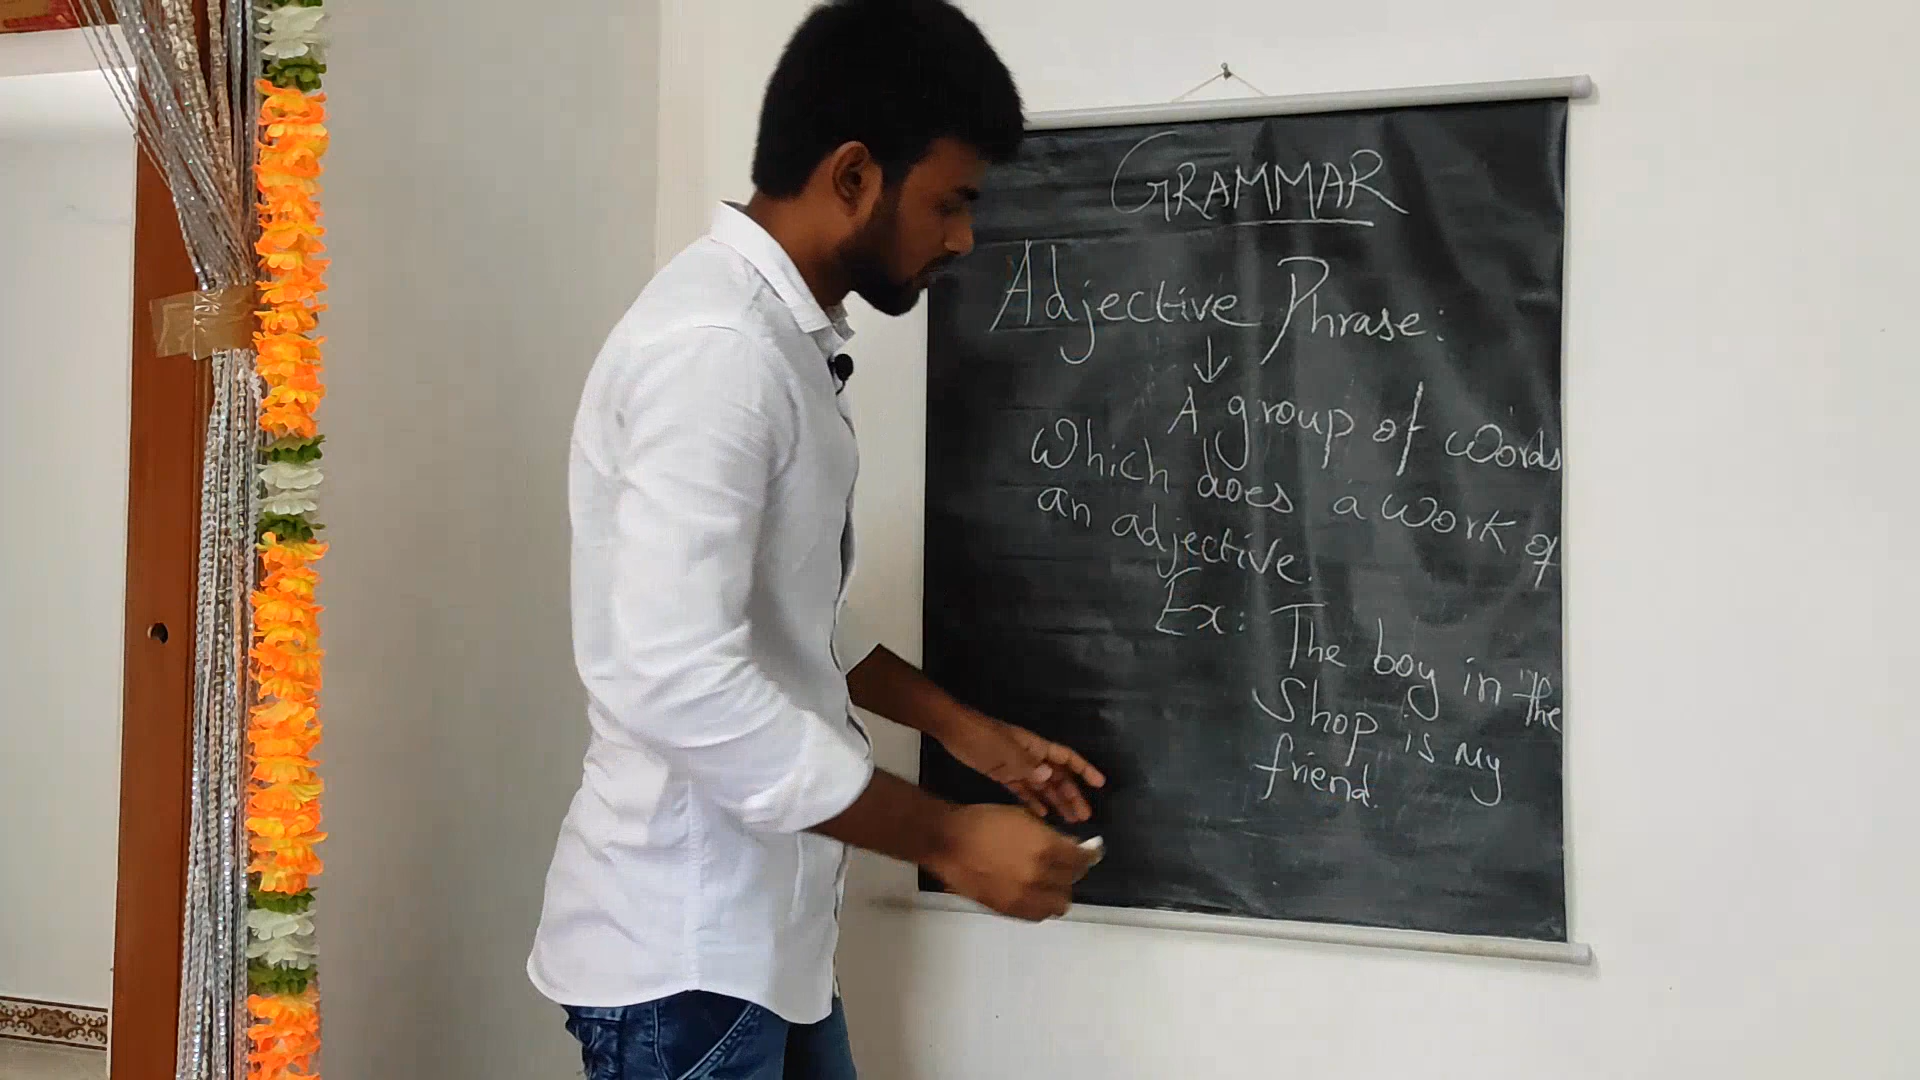 GRAMMAR
Adjective Phrase:
A group of words
Which does a work of
an adjective.
Ex: The boy in the
Shop is my
friend.